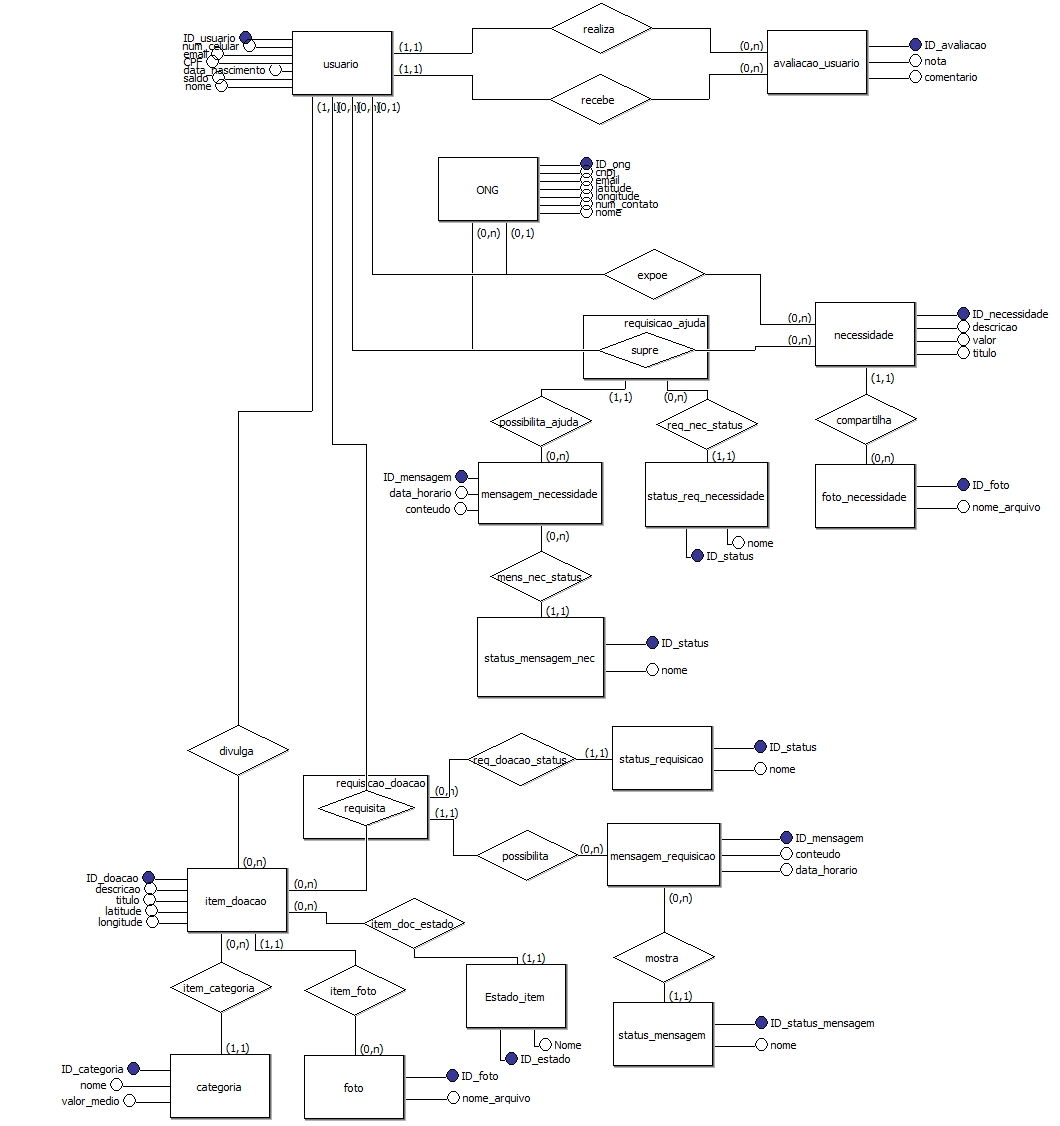 realiza
ID_usuario
num_celular
email
CPF
data_nascimento
saldo
nome
usuario
(1,1)
(1,1)
(0,n)
(0,n)
avaliacao_usuario
ID_avaliacao
nota
comentario
recebe
(0,n)
(0,n)
(0,1)
ONG
ID_ong
cnpj
email
latitude
longitude
num_contato
nome
(0,n)
(0,1)
expoe
(0,n)
(0,n)
necessidade
ID_necessidade
descricao
valor
titulo
requisicao_ajuda
supre
(1,1)
(0,n)
(1,1)
possibilita_ajuda
req_nec_status
compartilha
(0,n)
(1,1)
(0,n)
ID_mensagem
data_horario
conteudo
mensagem_necessidade
status_req_necessidade
foto_necessidade
ID_foto
nome_arquivo
(0,n)
nome
ID_status
mens_nec_status
(1,1)
status_mensagem_nec
ID_status
nome
divulga
req_doacao_status
(1,1)
status_requisicao
ID_status
nome
requisicao_doacao
requisita
(0,n)
(1,1)
possibilita
(0,n)
mensagem_requisicao
ID_mensagem
conteudo
data_horario
(0,n)
ID_doacao
descricao
titulo
latitude
longitude
item_doacao
(0,n)
(0,n)
item_doc_estado
(0,n)
(0,n)
(1,1)
mostra
(1,1)
item_categoria
item_foto
Estado_item
(1,1)
Nome
ID_estado
status_mensagem
ID_status_mensagem
nome
(1,1)
(0,n)
ID_categoria
nome
valor_medio
categoria
foto
ID_foto
nome_arquivo